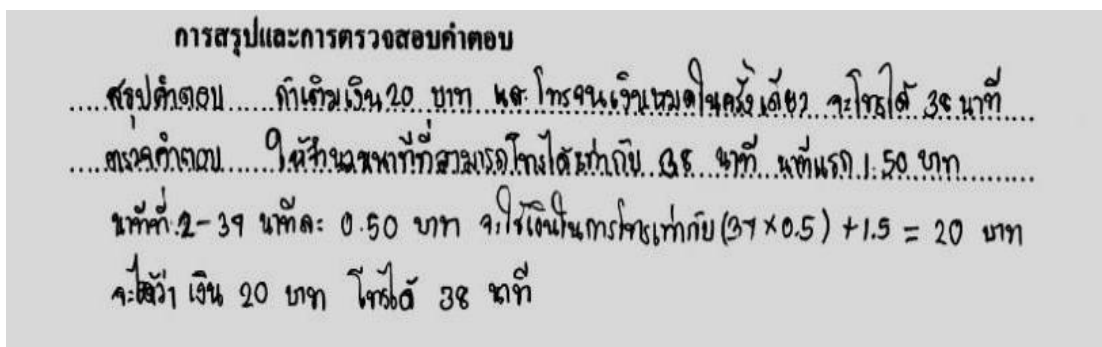 การสรุปและการตรวจสอบคำตอบ
สรุปคำตอบ ถ้าเติมเงิน 20 บาท และโทรจนเงินหมดในครั้งเดียว จะโทรได้ 38 นาที
ตรวจคำตอบ ให้จำนวนนาทีที่สามารถโทรได้เท่ากับ 38 นาที นาทีแรก 1.50 บาท
นาทีที่ 2-39 นาทีละ 0.50 บาท จะใช้เงินในการโทรเท่ากับ (37 × 0.5) + 1.5 = 20 บาท
จะได้ว่า เงิน 20 บาท โทรได้ 38 นาที